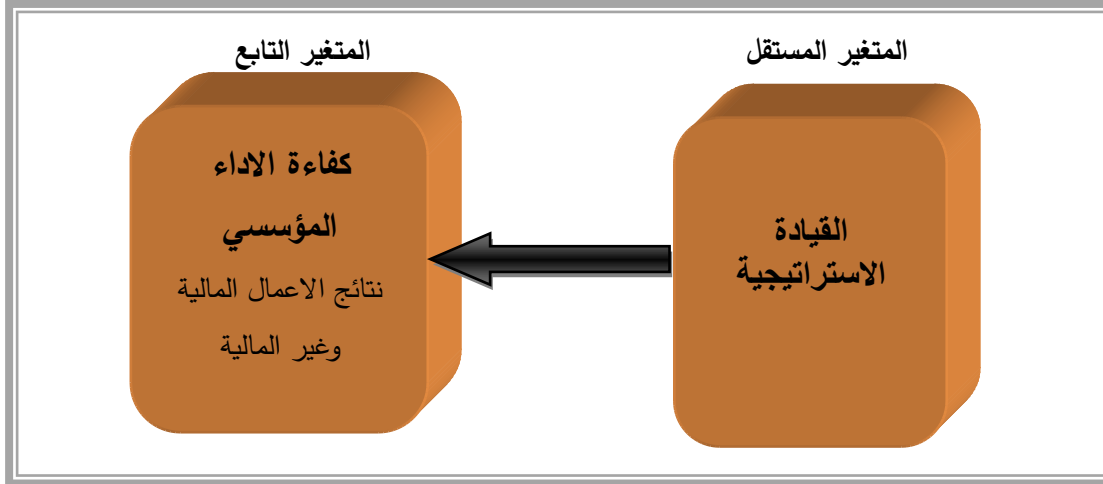 المتغير المستقل
القيادة
الاستراتيجية
المتغير التابع
كفاءة الاداء
المؤسسي
نتائج الاعمال المالية
وغير المالية